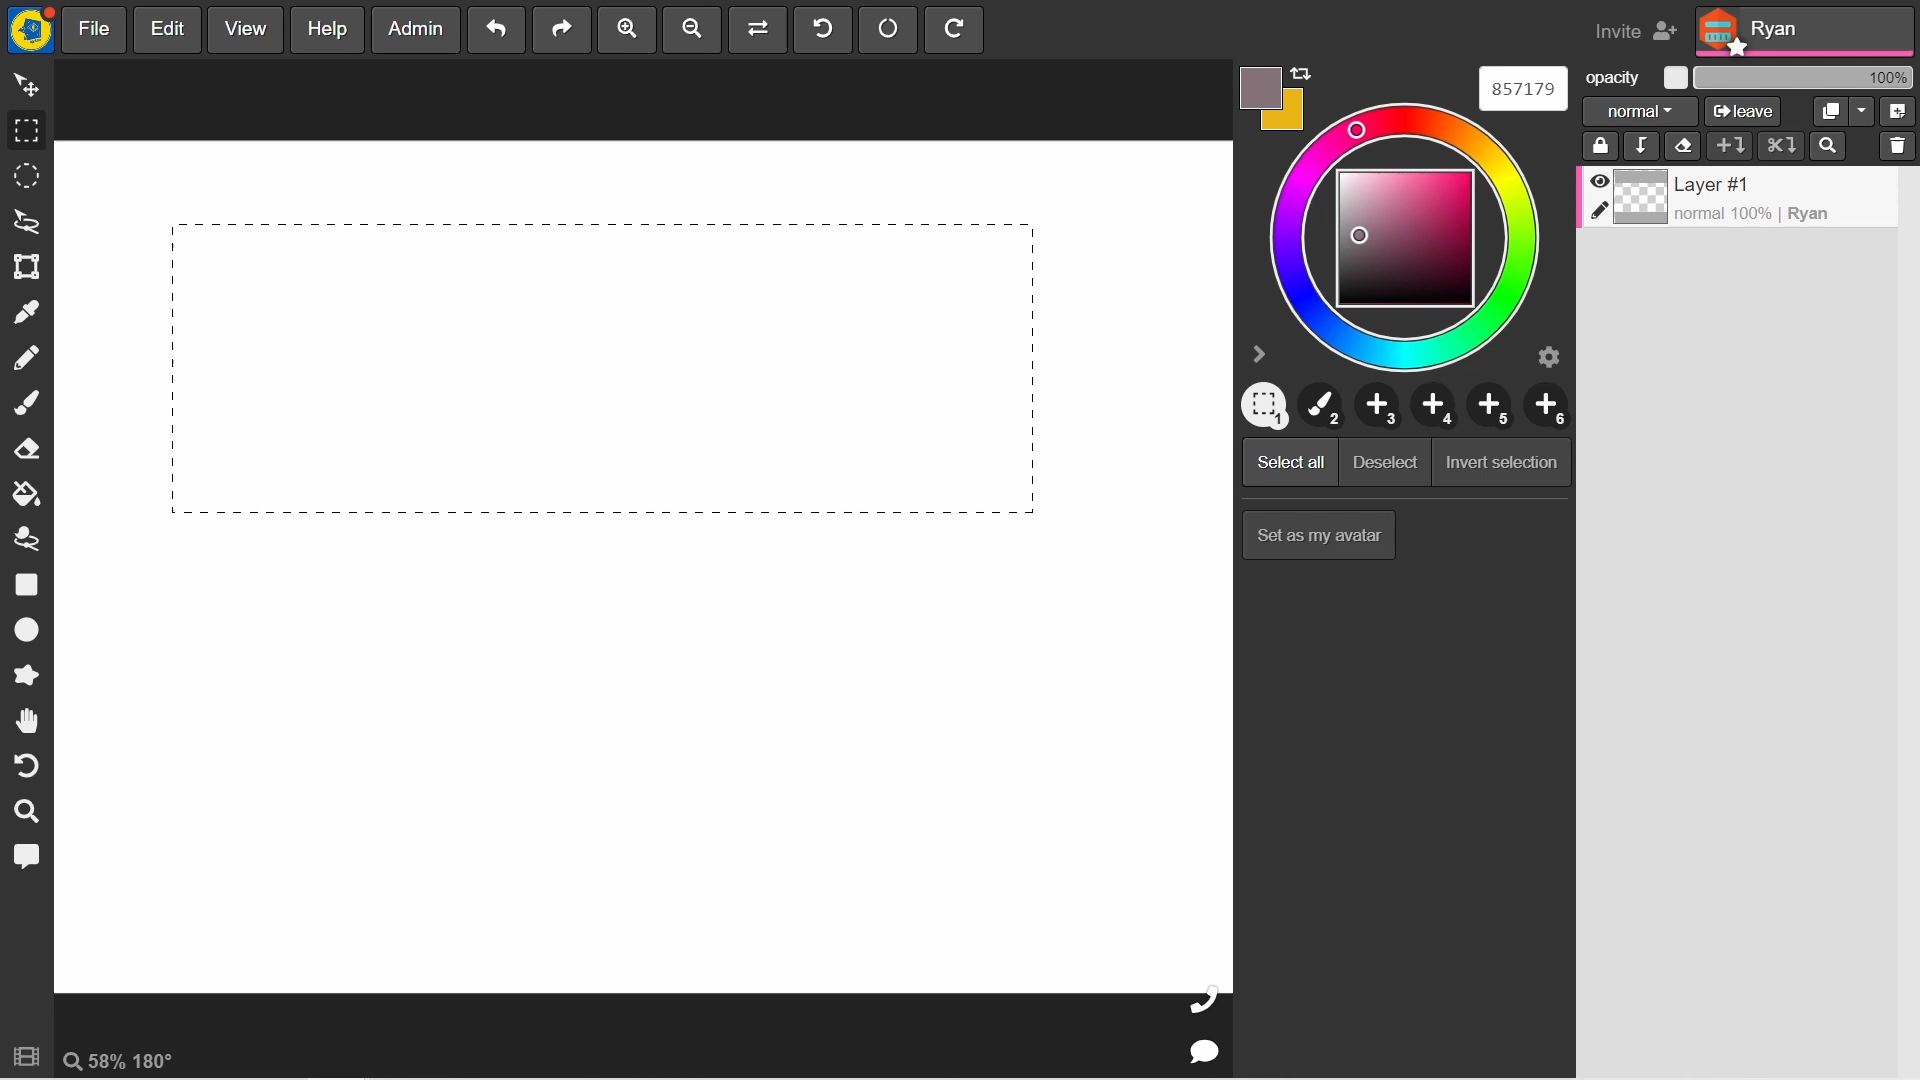 File Edit View Help Admin
Invite Ryan
857179
opacity 100%
normal leave
Layer #1
normal 100% | Ryan
1 2 3 4 5 6
Select all Deselect Invert selection
Set as my avatar
58% 180°